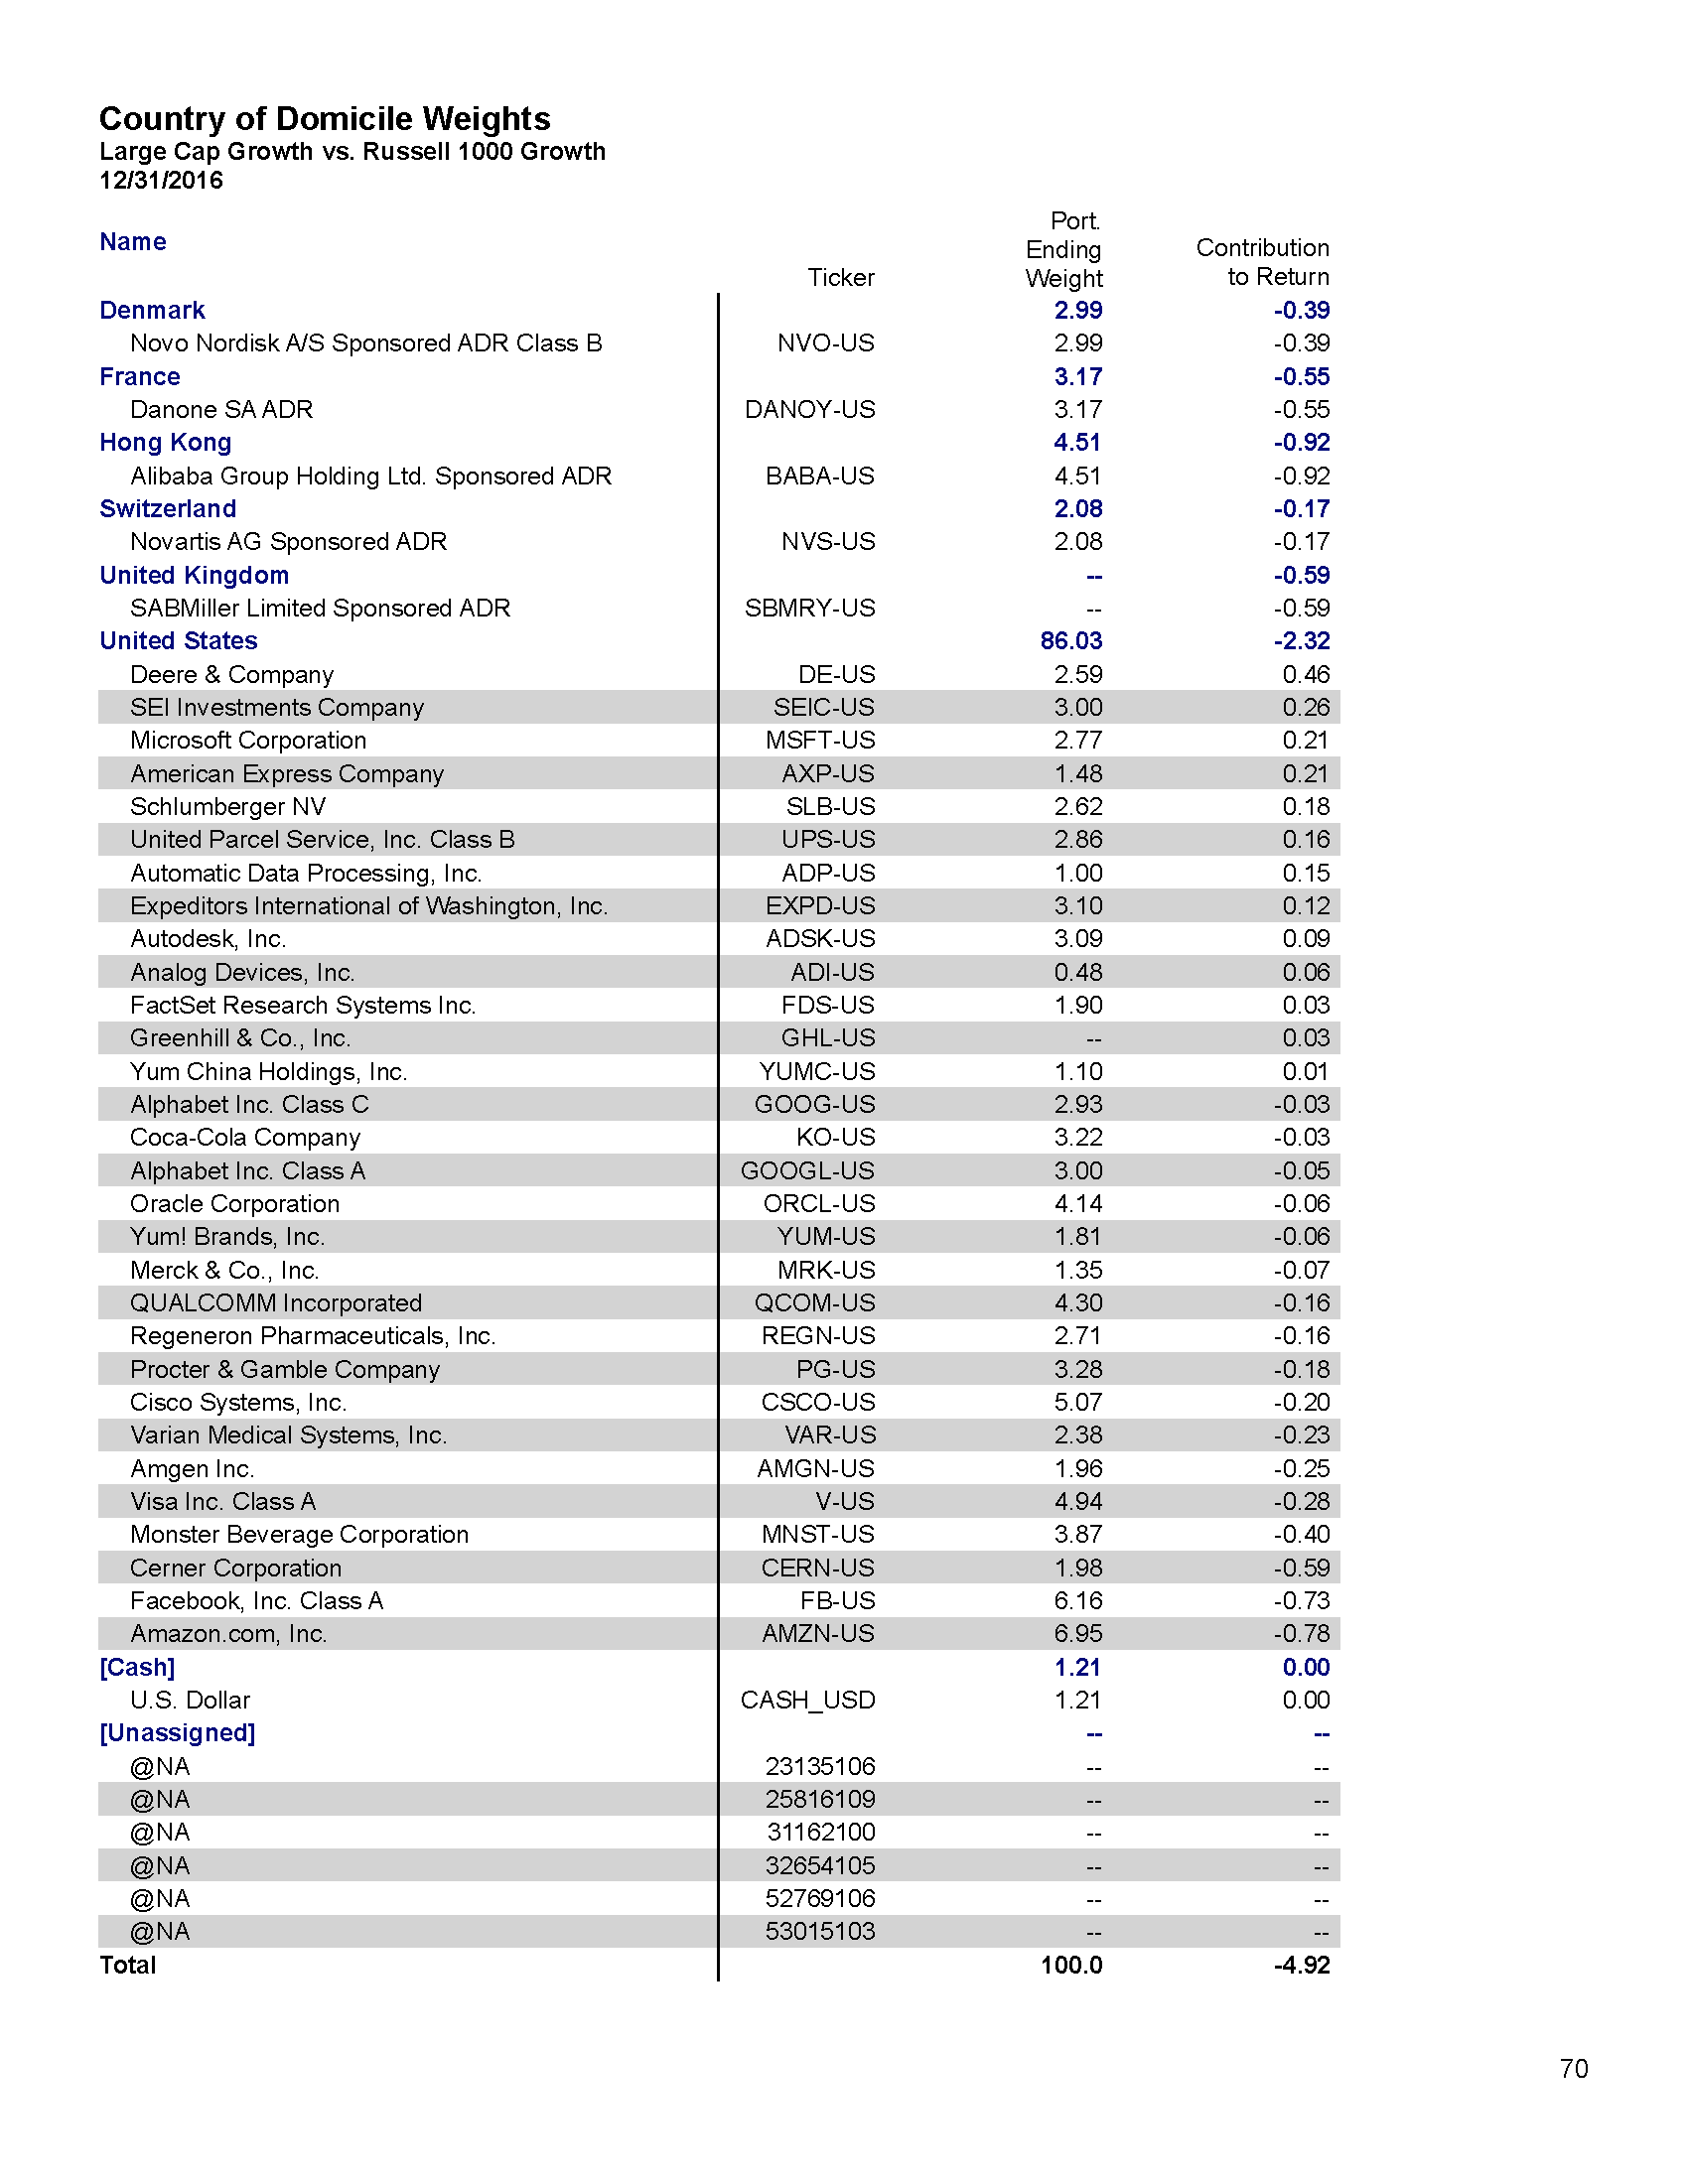 Country of Domicile Weights
Large Cap Growth vs. Russell 1000 Growth
12/31/2016
Name Ticker Port. Ending Weight Contribution to Return
Denmark 2.99 -0.39
Novo Nordisk A/S Sponsored ADR Class B NVO-US 2.99 -0.39
France 3.17 -0.55
Danone SA ADR DANOY-US 3.17 -0.55
Hong Kong 4.51 -0.92
Alibaba Group Holding Ltd. Sponsored ADR BABA-US 4.51 -0.92
Switzerland 2.08 -0.17
Novartis AG Sponsored ADR NVS-US 2.08 -0.17
United Kingdom -- -0.59
SABMiller Limited Sponsored ADR SBMRY-US -- -0.59
United States 86.03 -2.32
Deere & Company DE-US 2.59 0.46
SEI Investments Company SEIC-US 3.00 0.26
Microsoft Corporation MSFT-US 2.77 0.21
American Express Company AXP-US 1.48 0.21
Schlumberger NV SLB-US 2.62 0.18
United Parcel Service, Inc. Class B UPS-US 2.86 0.16
Automatic Data Processing, Inc. ADP-US 1.00 0.15
Expeditors International of Washington, Inc. EXPD-US 3.10 0.12
Autodesk, Inc. ADSK-US 3.09 0.09
Analog Devices, Inc. ADI-US 0.48 0.06
FactSet Research Systems Inc. FDS-US 1.90 0.03
Greenhill & Co., Inc. GHL-US -- 0.03
Yum China Holdings, Inc. YUMC-US 1.10 0.01
Alphabet Inc. Class C GOOG-US 2.93 -0.03
Coca-Cola Company KO-US 3.22 -0.03
Alphabet Inc. Class A GOOGL-US 3.00 -0.05
Oracle Corporation ORCL-US 4.14 -0.06
Yum! Brands, Inc. YUM-US 1.81 -0.06
Merck & Co., Inc. MRK-US 1.35 -0.07
QUALCOMM Incorporated QCOM-US 4.30 -0.16
Regeneron Pharmaceuticals, Inc. REGN-US 2.71 -0.16
Procter & Gamble Company PG-US 3.28 -0.18
Cisco Systems, Inc. CSCO-US 5.07 -0.20
Varian Medical Systems, Inc. VAR-US 2.38 -0.23
Amgen Inc. AMGN-US 1.96 -0.25
Visa Inc. Class A V-US 4.94 -0.28
Monster Beverage Corporation MNST-US 3.87 -0.40
Cerner Corporation CERN-US 1.98 -0.59
Facebook, Inc. Class A FB-US 6.16 -0.73
Amazon.com, Inc. AMZN-US 6.95 -0.78
[Cash] 1.21 0.00
U.S. Dollar CASH_USD 1.21 0.00
[Unassigned] -- --
@NA 23135106 -- --
@NA 25816109 -- --
@NA 31162100 -- --
@NA 32654105 -- --
@NA 52769106 -- --
@NA 53015103 -- --
Total 100.0 -4.92
70